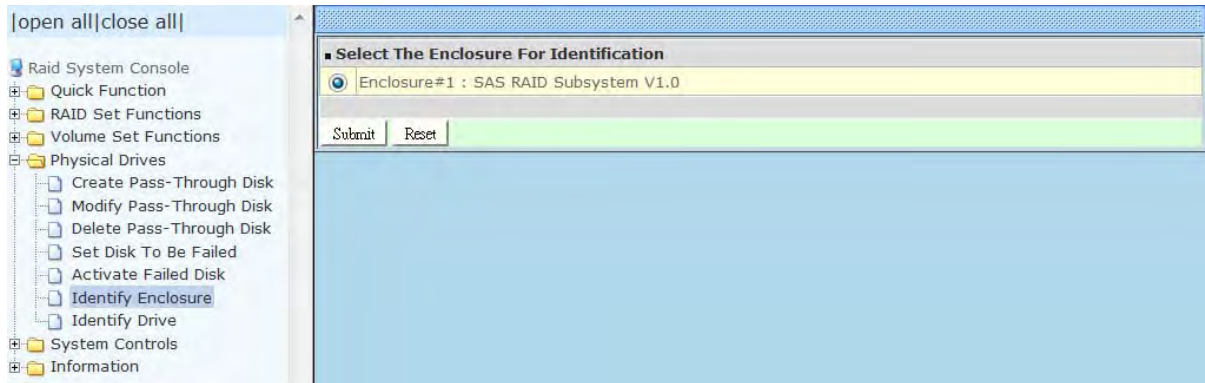 |open all|close all|
Raid System Console
Quick Function
RAID Set Functions
Volume Set Functions
Physical Drives
Create Pass-Through Disk
Modify Pass-Through Disk
Delete Pass-Through Disk
Set Disk To Be Failed
Activate Failed Disk
Identify Enclosure
Identify Drive
System Controls
Information
Select The Enclosure For Identification
Enclosure#1 : SAS RAID Subsystem V1.0
Submit Reset